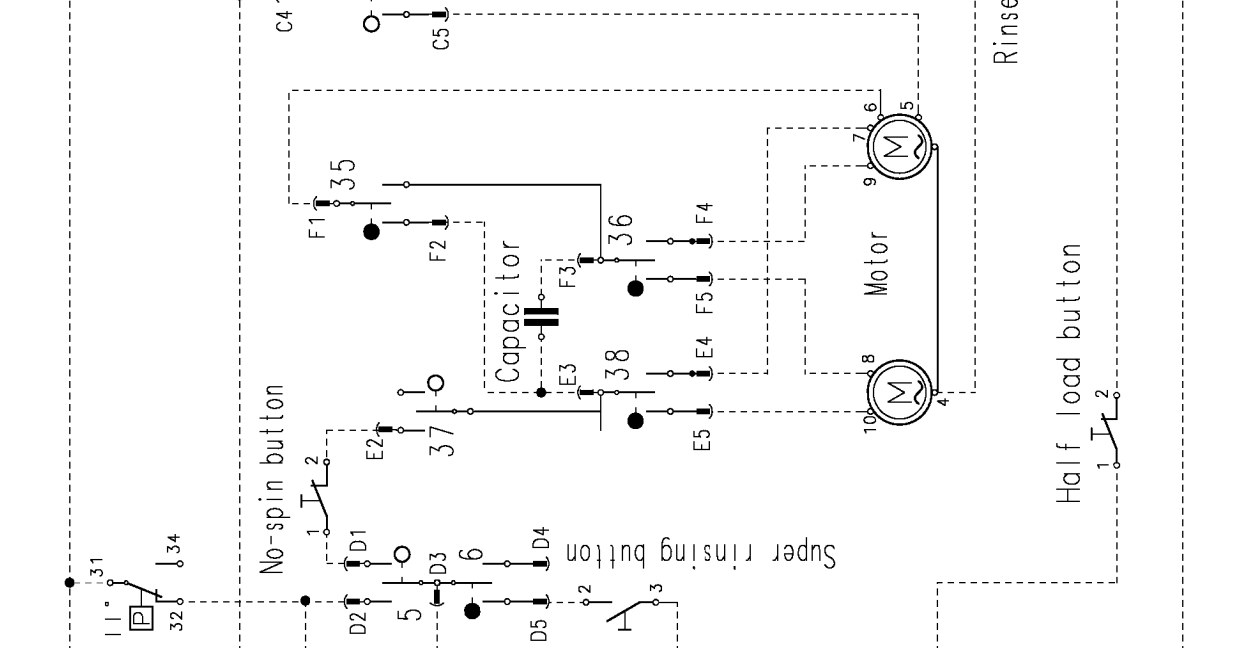 C4
C5
Rinse
6
5
7
9
M
35
F1
F2
36
F4
F3
F5
Motor
Capacitor
E3
38
E4
E5
8
10
M
4
Half load button
2
1
No-spin button
2
1
E2
37
31
34
32
11"
P
D1
D2
D3
5
6
D4
D5
Super rinsing button
2
3